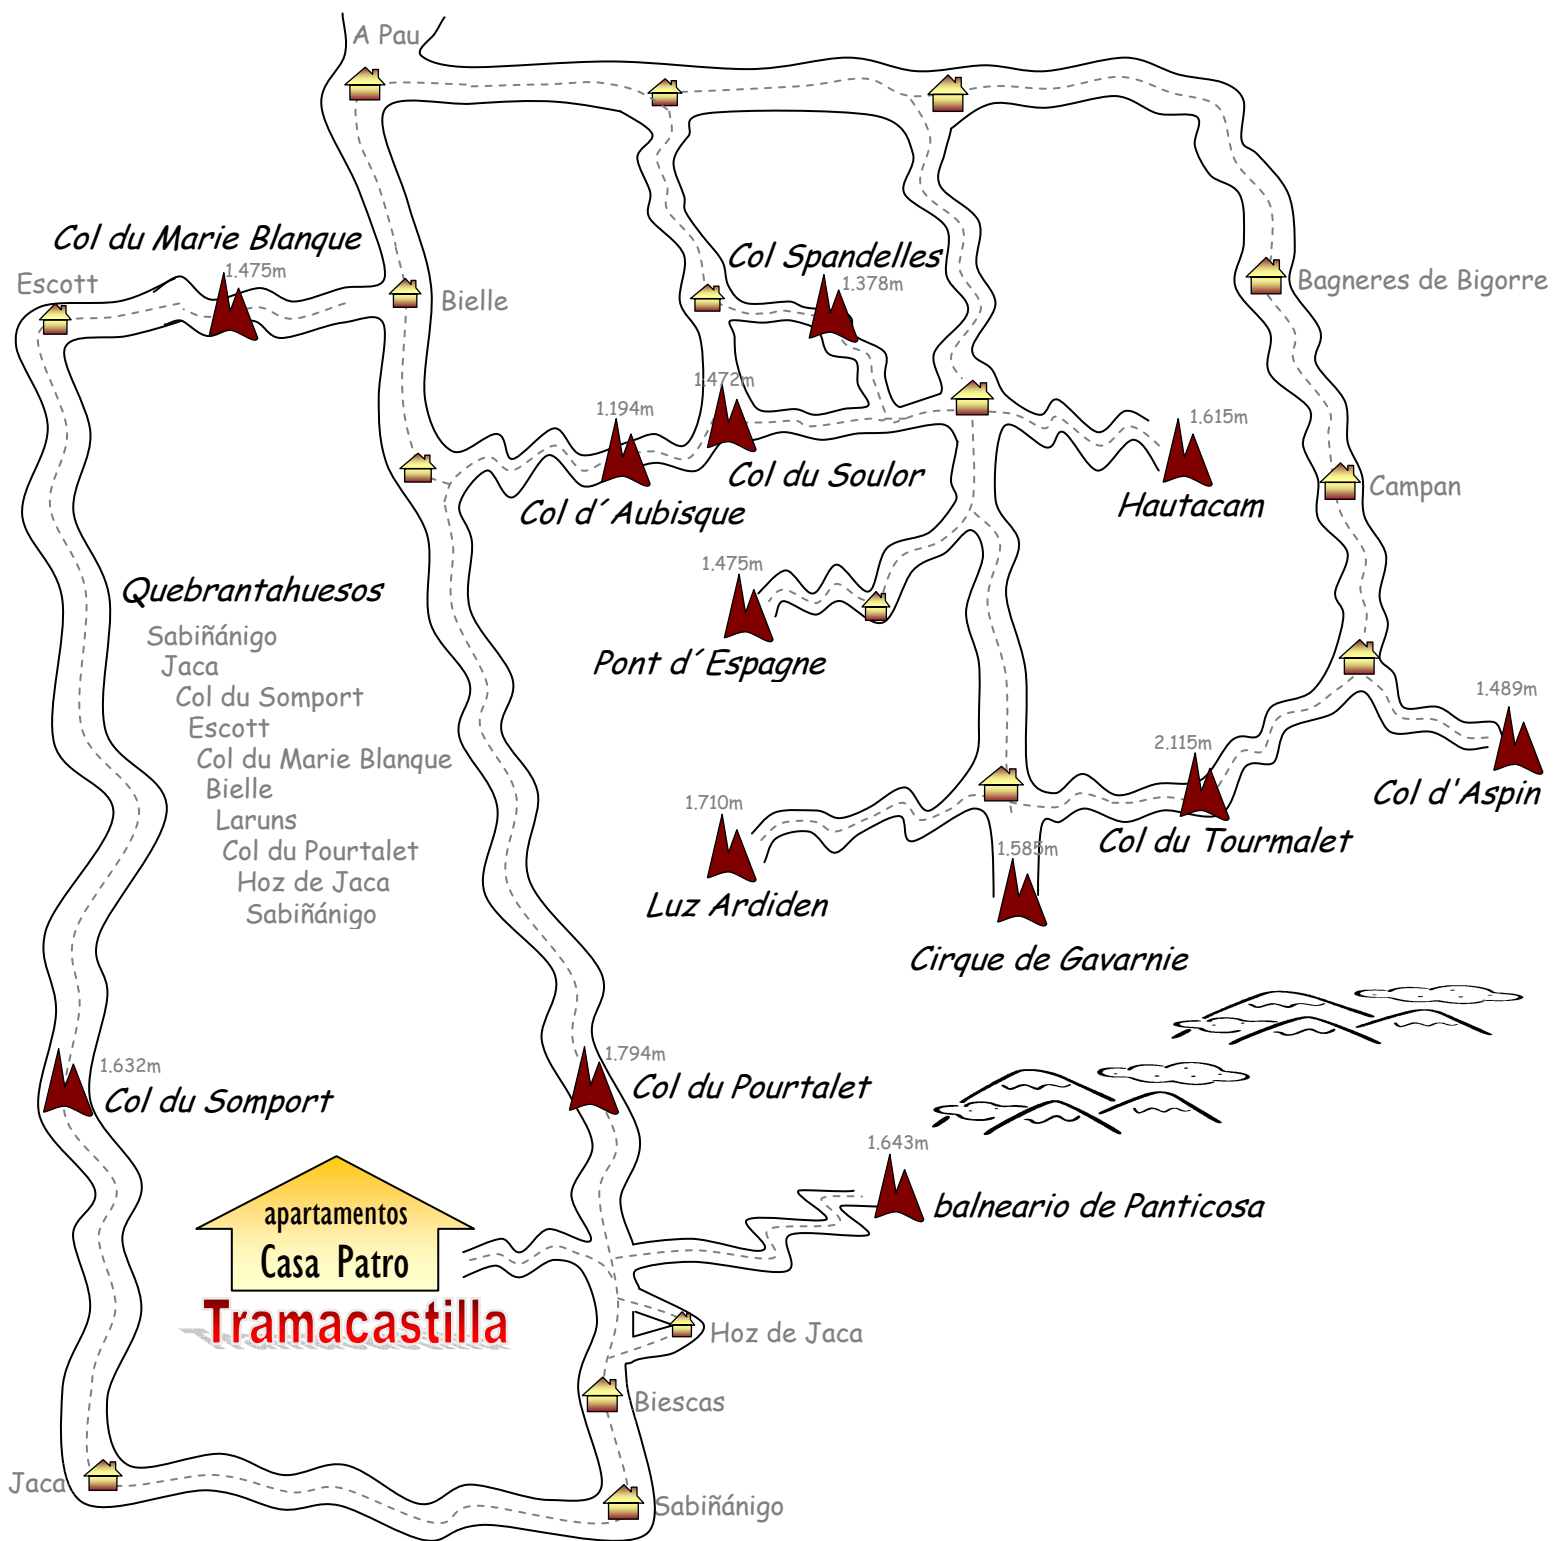 A Pau
Col du Marie Blanque
1.475m
Escott
Bielle
Col Spandelles
1.378m
Bagneres de Bigorre
1.472m
1.194m
1.615m
Col du Soulor
Col d´Aubisque
Hautacam
Campan
1.475m
Pont d´Espagne
Quebrantahuesos
Sabiñánigo
Jaca
Col du Somport
Escott
Col du Marie Blanque
Bielle
Laruns
Col du Pourtalet
Hoz de Jaca
Sabiñánigo
1.489m
2.115m
Col d'Aspin
1.710m
Col du Tourmalet
1.585m
Luz Ardiden
Cirque de Gavarnie
1.632m
Col du Somport
1.794m
Col du Pourtalet
1.643m
balneario de Panticosa
apartamentos
Casa Patro
Tramacastilla
Hoz de Jaca
Biescas
Jaca
Sabiñánigo